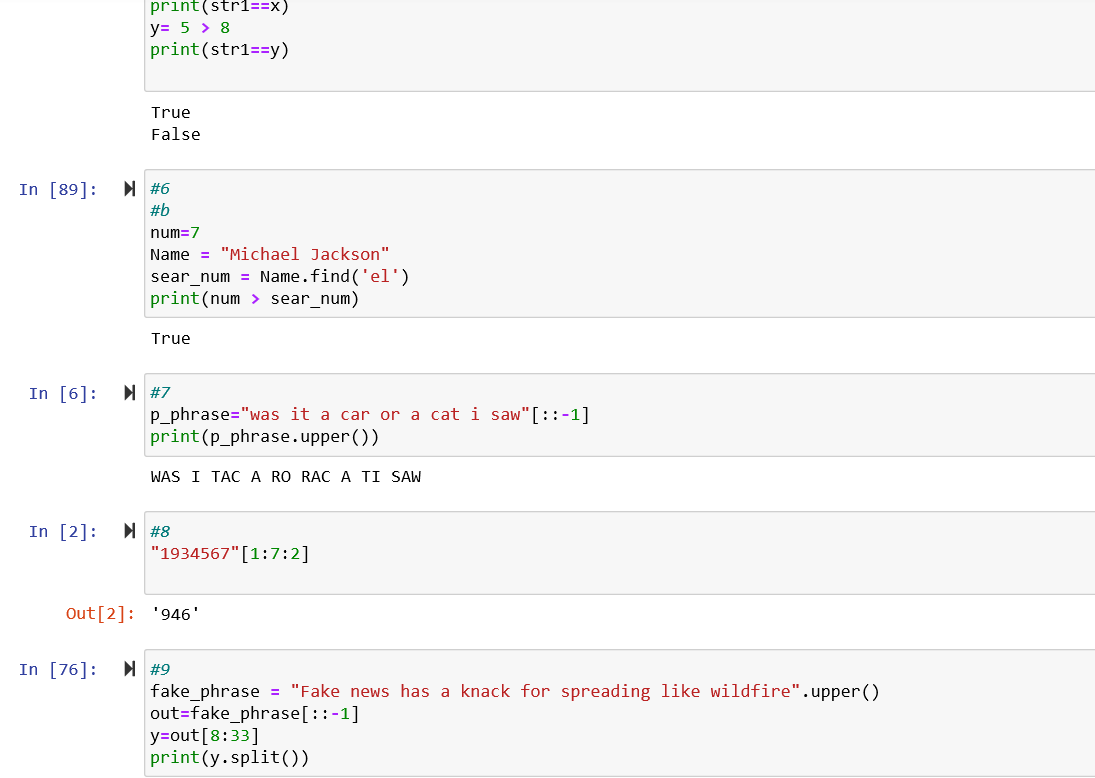 print(str1==x)
y= 5 > 8
print(str1==y)
True
False
In [89]:
#6
#b
num=7
Name = "Michael Jackson"
sear_num = Name.find('el')
print(num > sear_num)
True
In [6]:
#7
p_phrase="was it a car or a cat i saw"[::-1]
print(p_phrase.upper())
WAS I TAC A RO RAC A TI SAW
In [2]:
#8
"1934567"[1:7:2]
Out[2]: '946'
In [76]:
#9
fake_phrase = "Fake news has a knack for spreading like wildfire".upper()
out=fake_phrase[::-1]
y=out[8:33]
print(y.split())